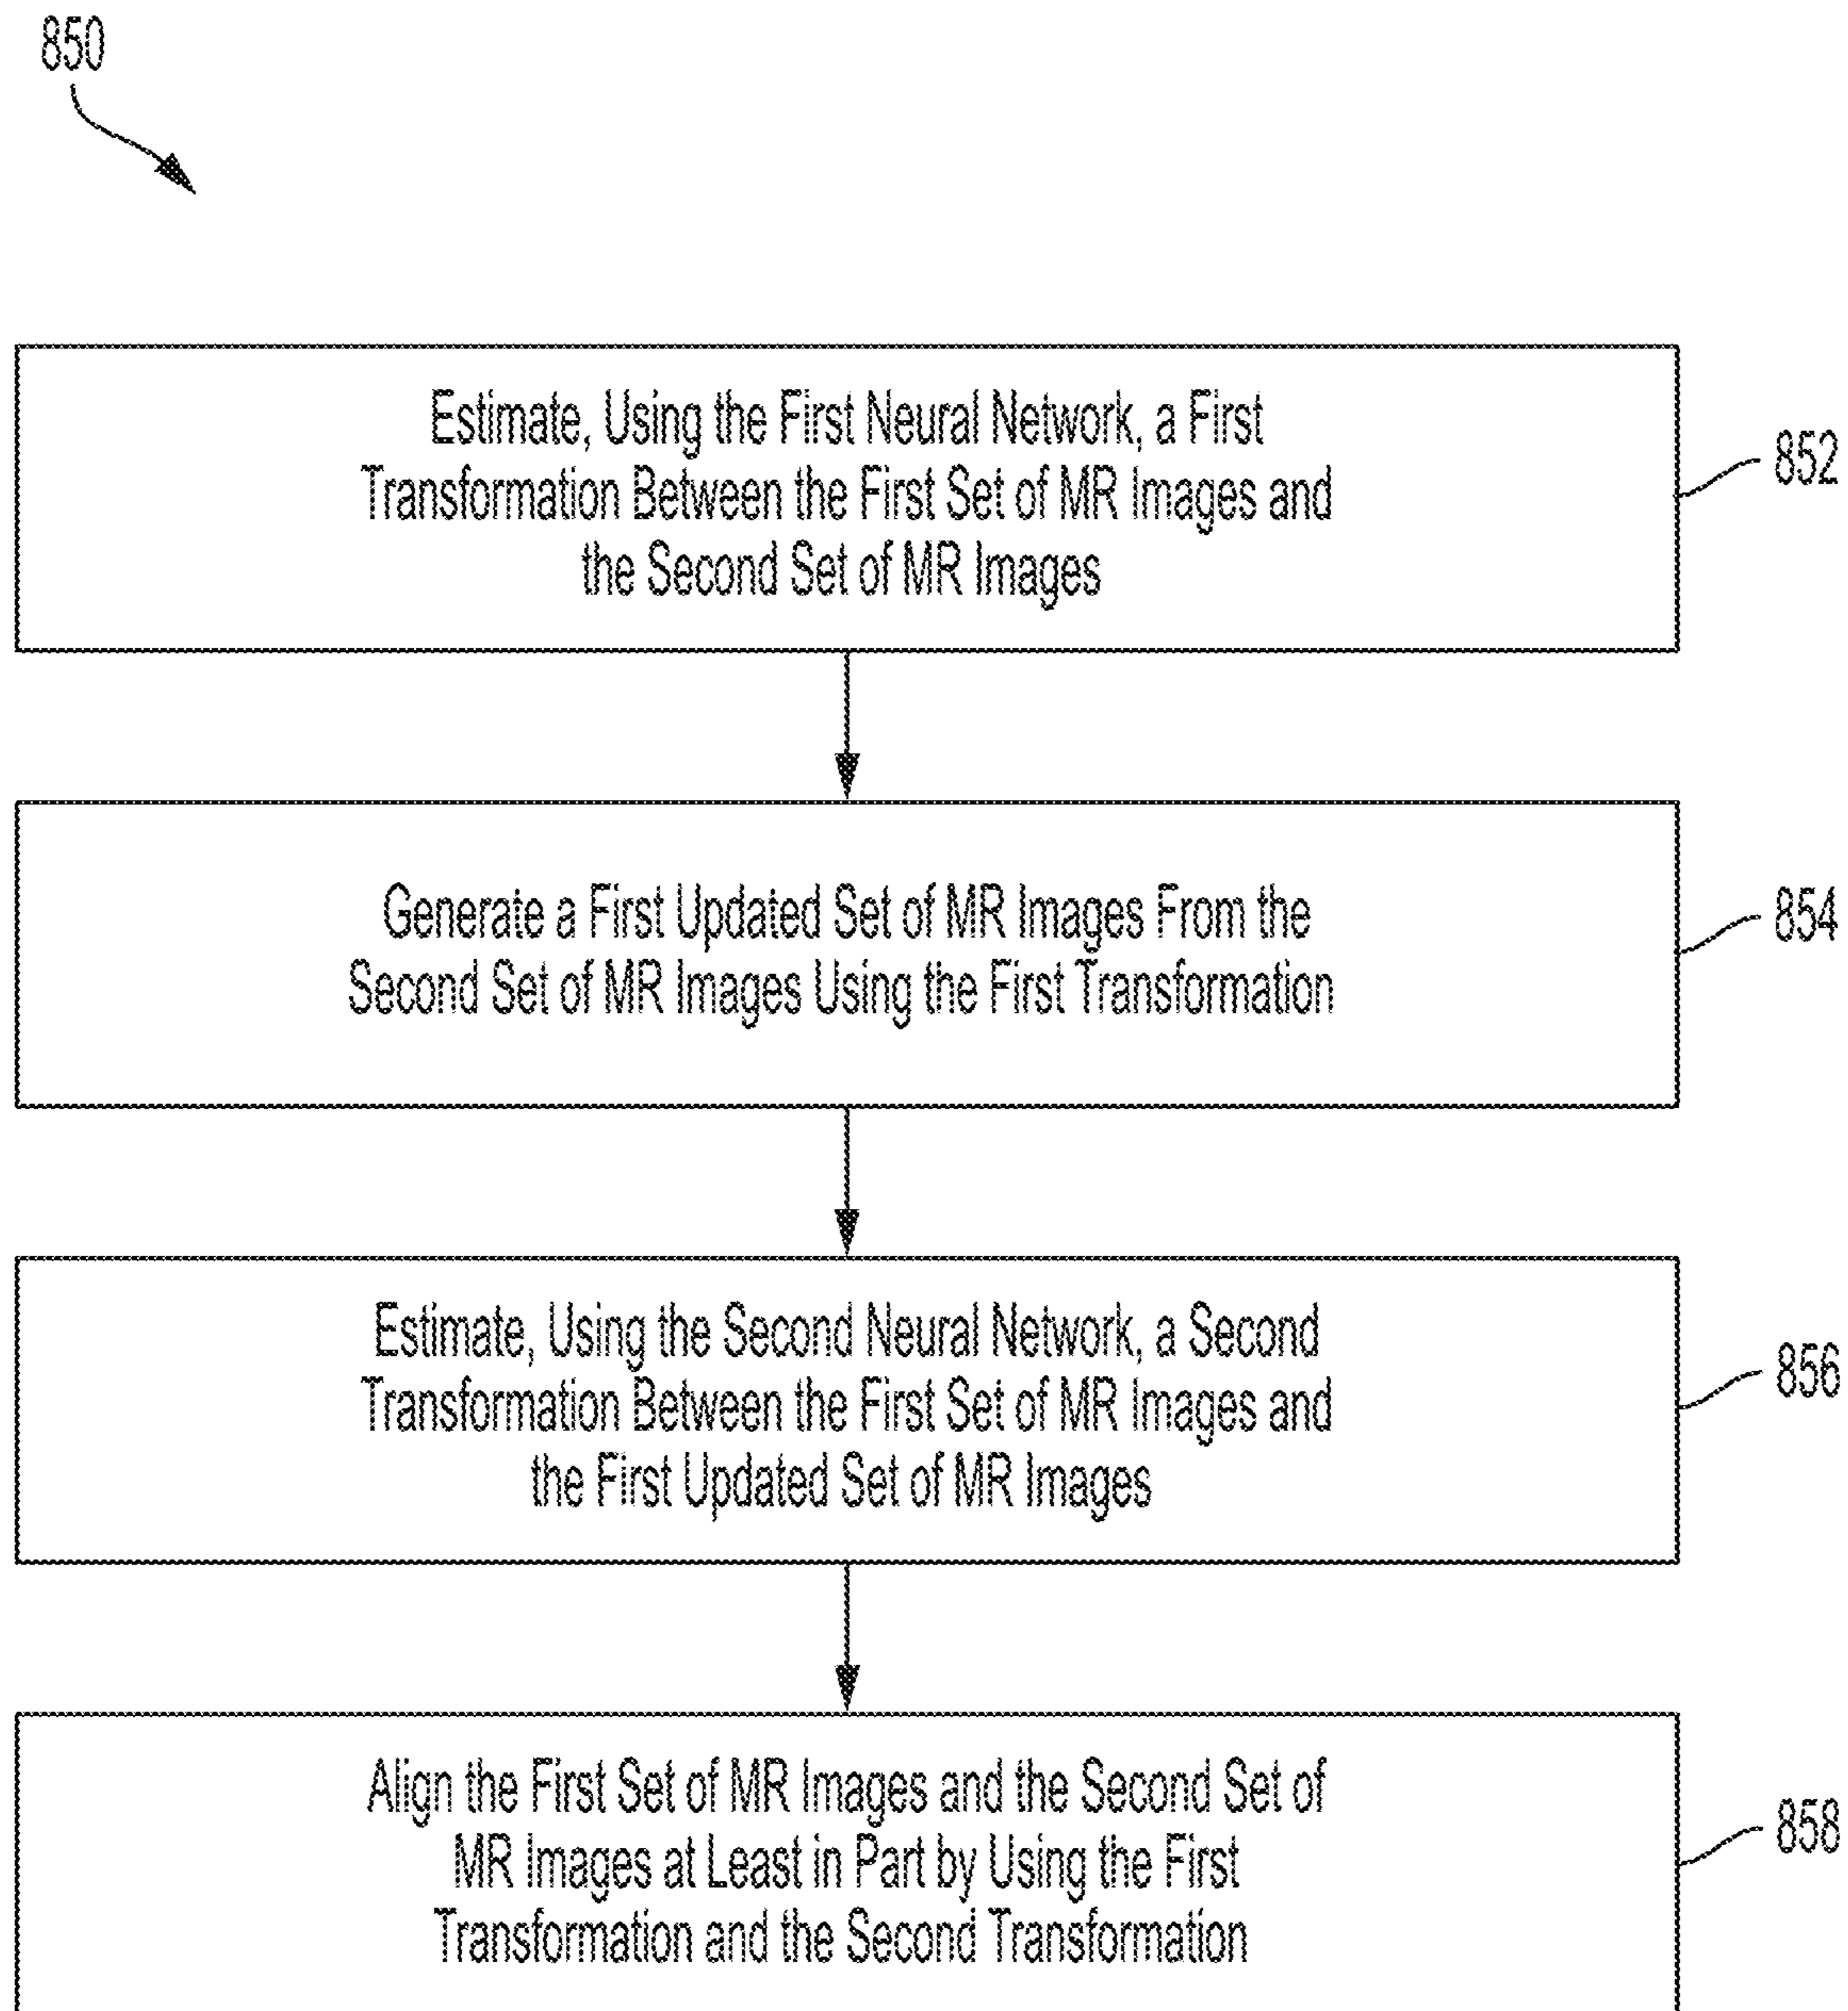 850
Estimate, Using the First Neural Network, a First
Transformation Between the First Set of MR Images and
the Second Set of MR Images
852
Generate a First Updated Set of MR Images From the
Second Set of MR Images Using the First Transformation
854
Estimate, Using the Second Neural Network, a Second
Transformation Between the First Set of MR Images and
the First Updated Set of MR Images
856
Align the First Set of MR Images and the Second Set of
MR Images at Least in Part by Using the First
Transformation and the Second Transformation
858